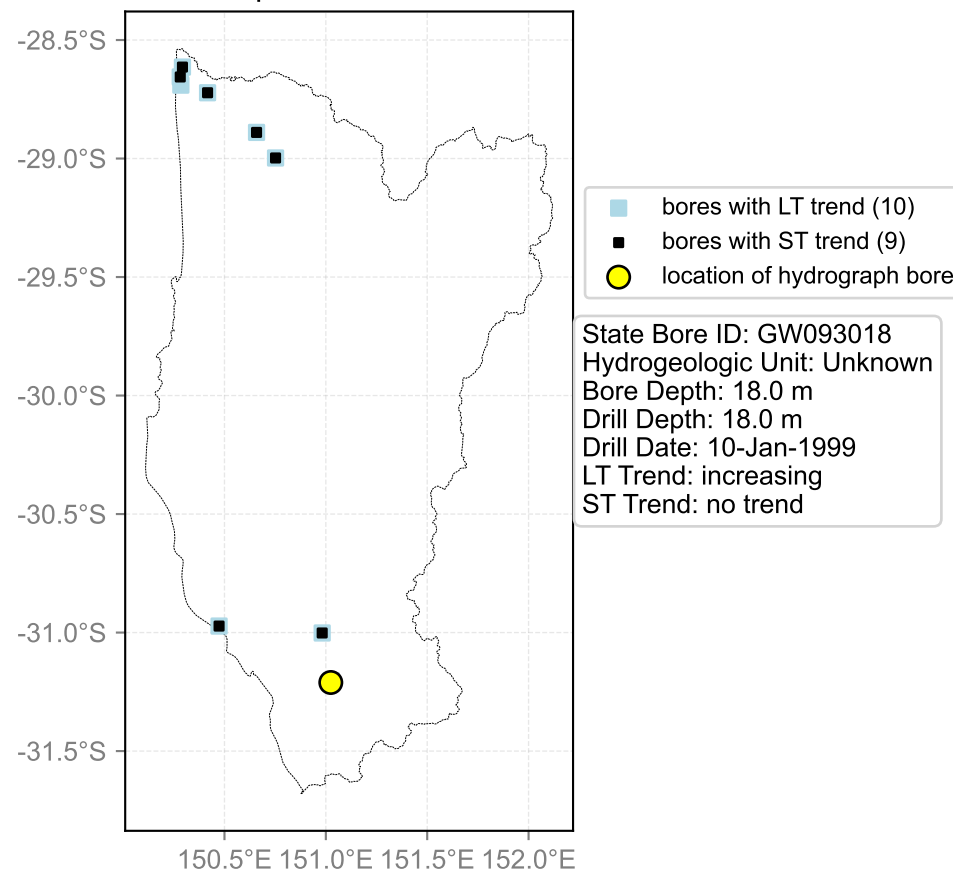 -28.5°S
-29.0°S
-29.5°S
-30.0°S
-30.5°S
-31.0°S
-31.5°S
150.5°E 151.0°E 151.5°E 152.0°E
bores with LT trend (10)
bores with ST trend (9)
location of hydrograph bore
State Bore ID: GW093018
Hydrogeologic Unit: Unknown
Bore Depth: 18.0 m
Drill Depth: 18.0 m
Drill Date: 10-Jan-1999
LT Trend: increasing
ST Trend: no trend